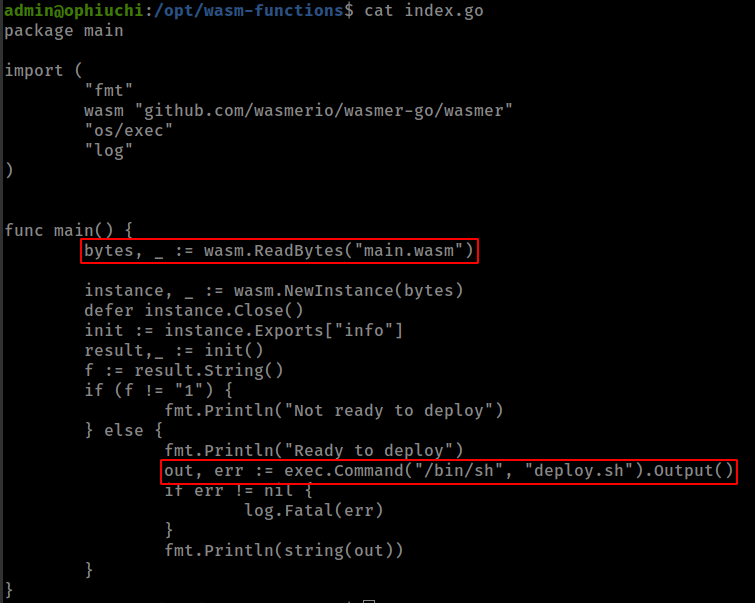 admin@ophiuchi:/opt/wasm-functions$ cat index.go
package main
import (
"fmt"
wasm "github.com/wasmerio/wasmer-go/wasmer"
"os/exec"
"log"
)
func main() {
bytes, _ := wasm.ReadBytes("main.wasm")
instance, _ := wasm.NewInstance(bytes)
defer instance.Close()
init := instance.Exports["info"]
result,_ := init()
f := result.String()
if (f != "1") {
fmt.Println("Not ready to deploy")
} else {
fmt.Println("Ready to deploy")
out, err := exec.Command("/bin/sh", "deploy.sh").Output()
if err != nil {
log.Fatal(err)
}
fmt.Println(string(out))
}
}